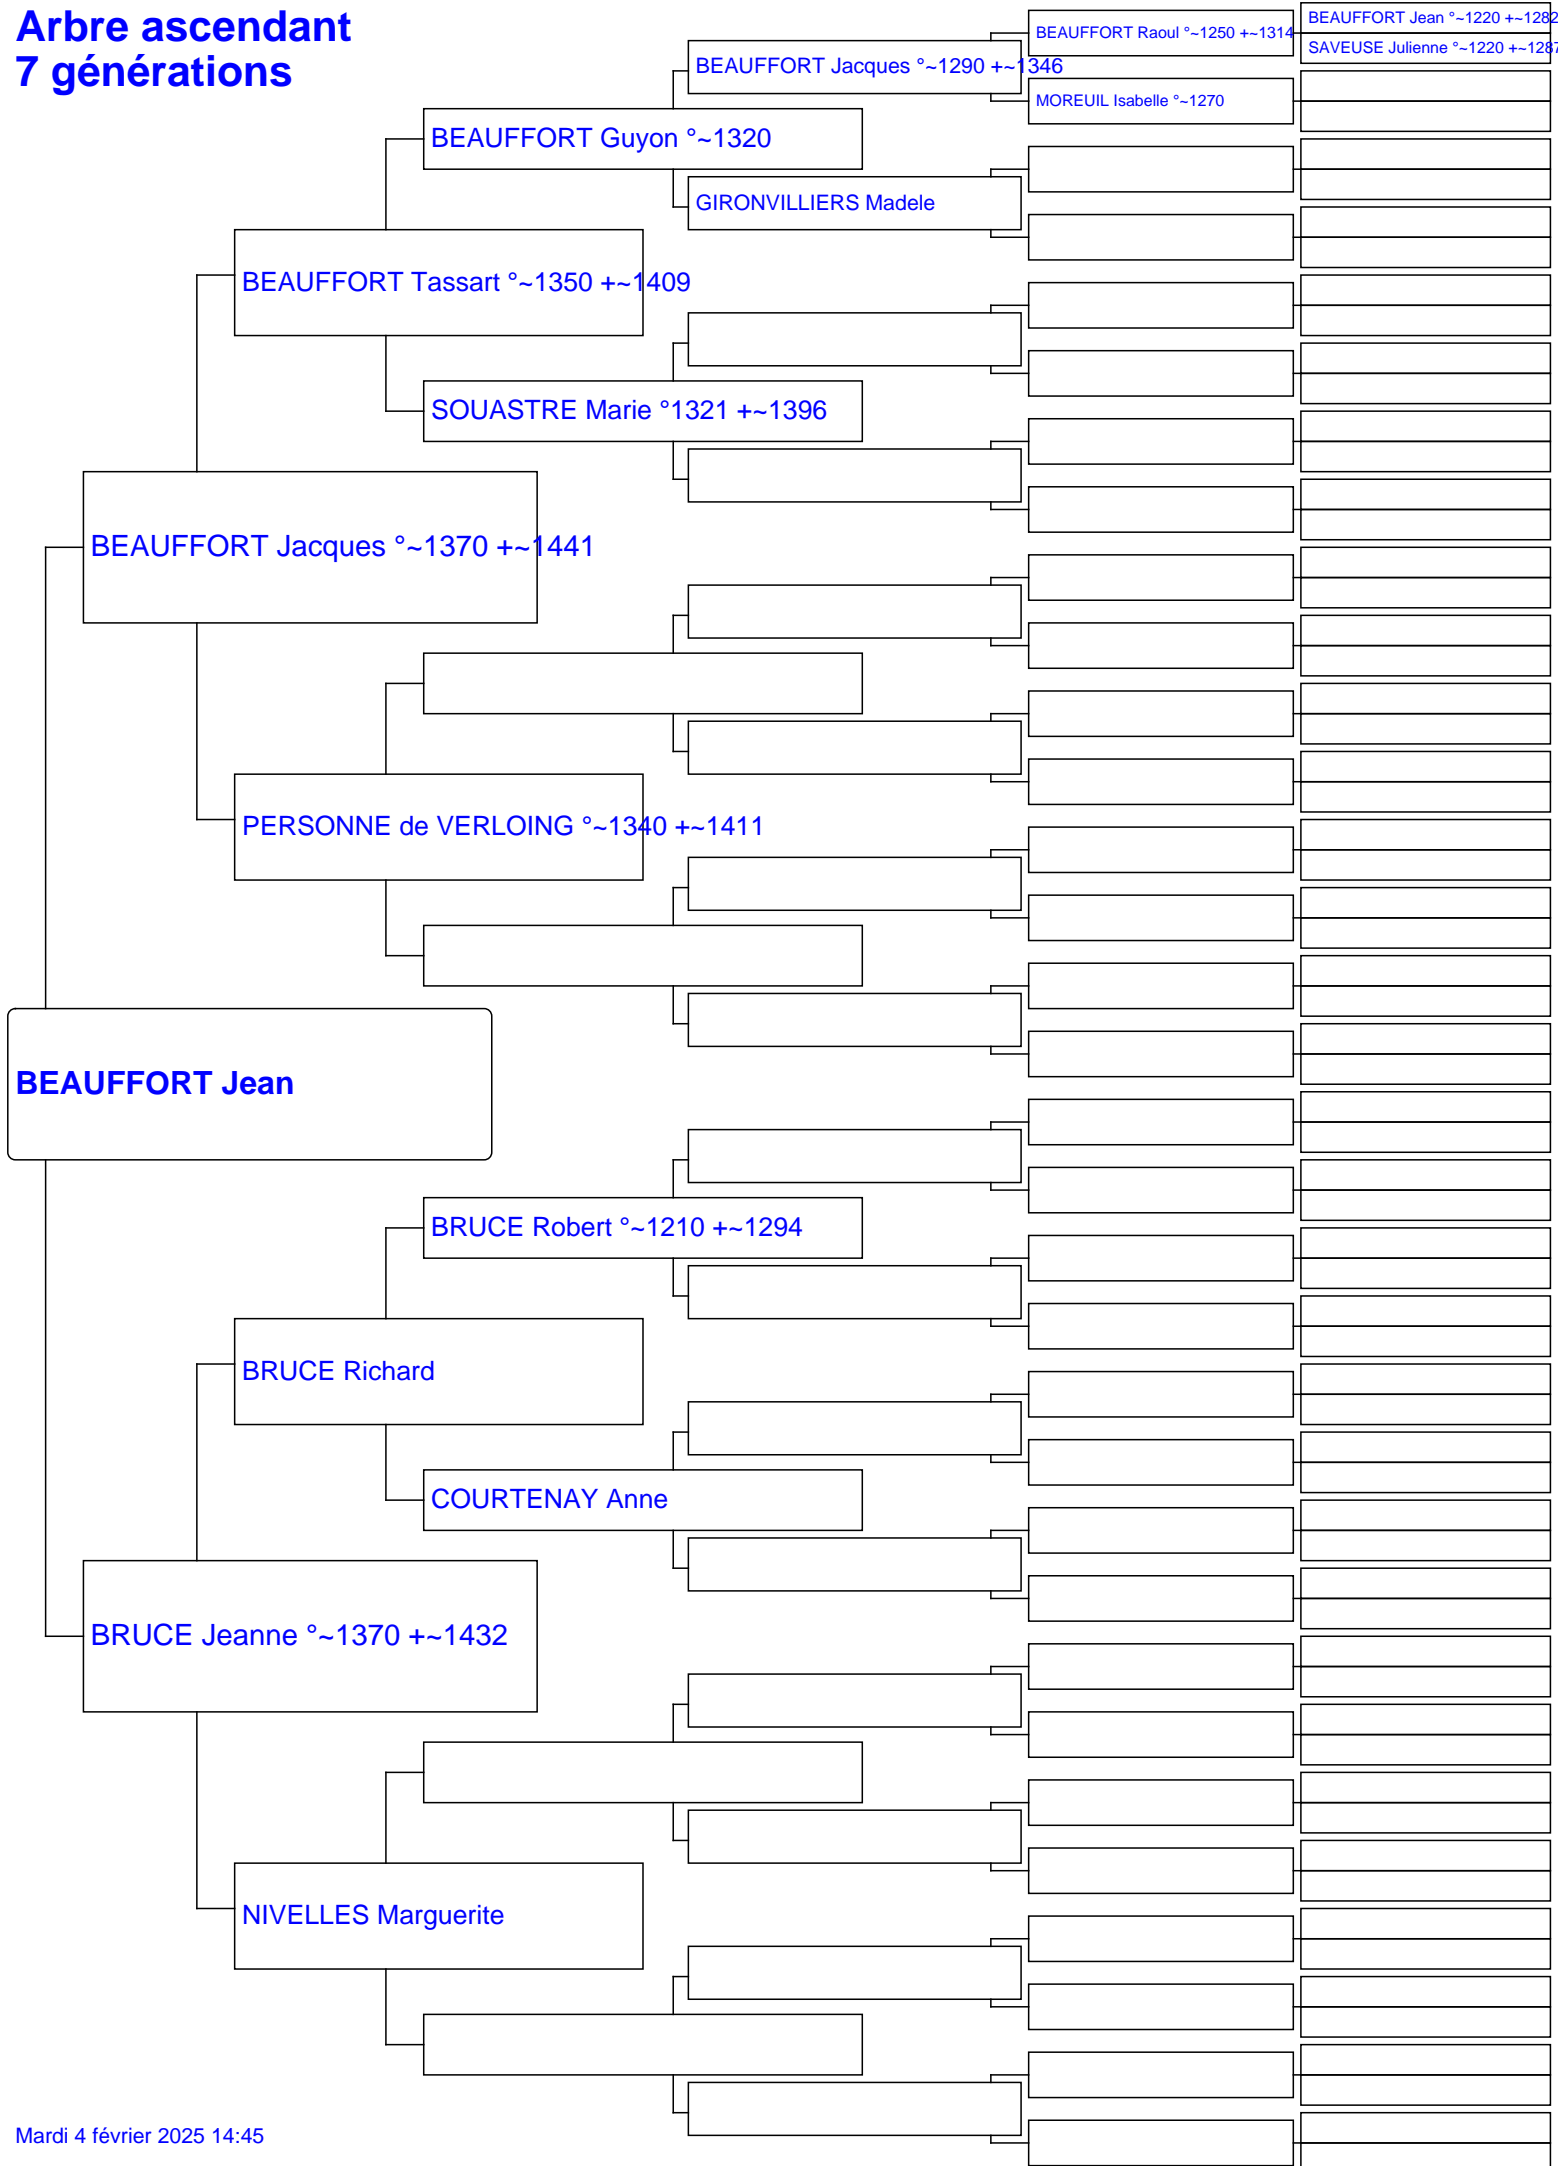 Arbre ascendant
7 générations
BEAUFFORT Jean °~1220 +~1282
BEAUFFORT Raoul °~1250 +~1314
SAVEUSE Julienne °~1220 +~1287
BEAUFFORT Jacques °~1290 +~1346
MOREUIL Isabelle °~1270
BEAUFFORT Guyon °~1320
GIRONVILLIERS Madele
BEAUFFORT Tassart °~1350 +~1409
SOUASTRE Marie °1321 +~1396
BEAUFFORT Jacques °~1370 +~1441
PERSONNE de VERLOING °~1340 +~1411
BEAUFFORT Jean
BRUCE Robert °~1210 +~1294
BRUCE Richard
COURTENAY Anne
BRUCE Jeanne °~1370 +~1432
NIVELLES Marguerite
Mardi 4 février 2025 14:45